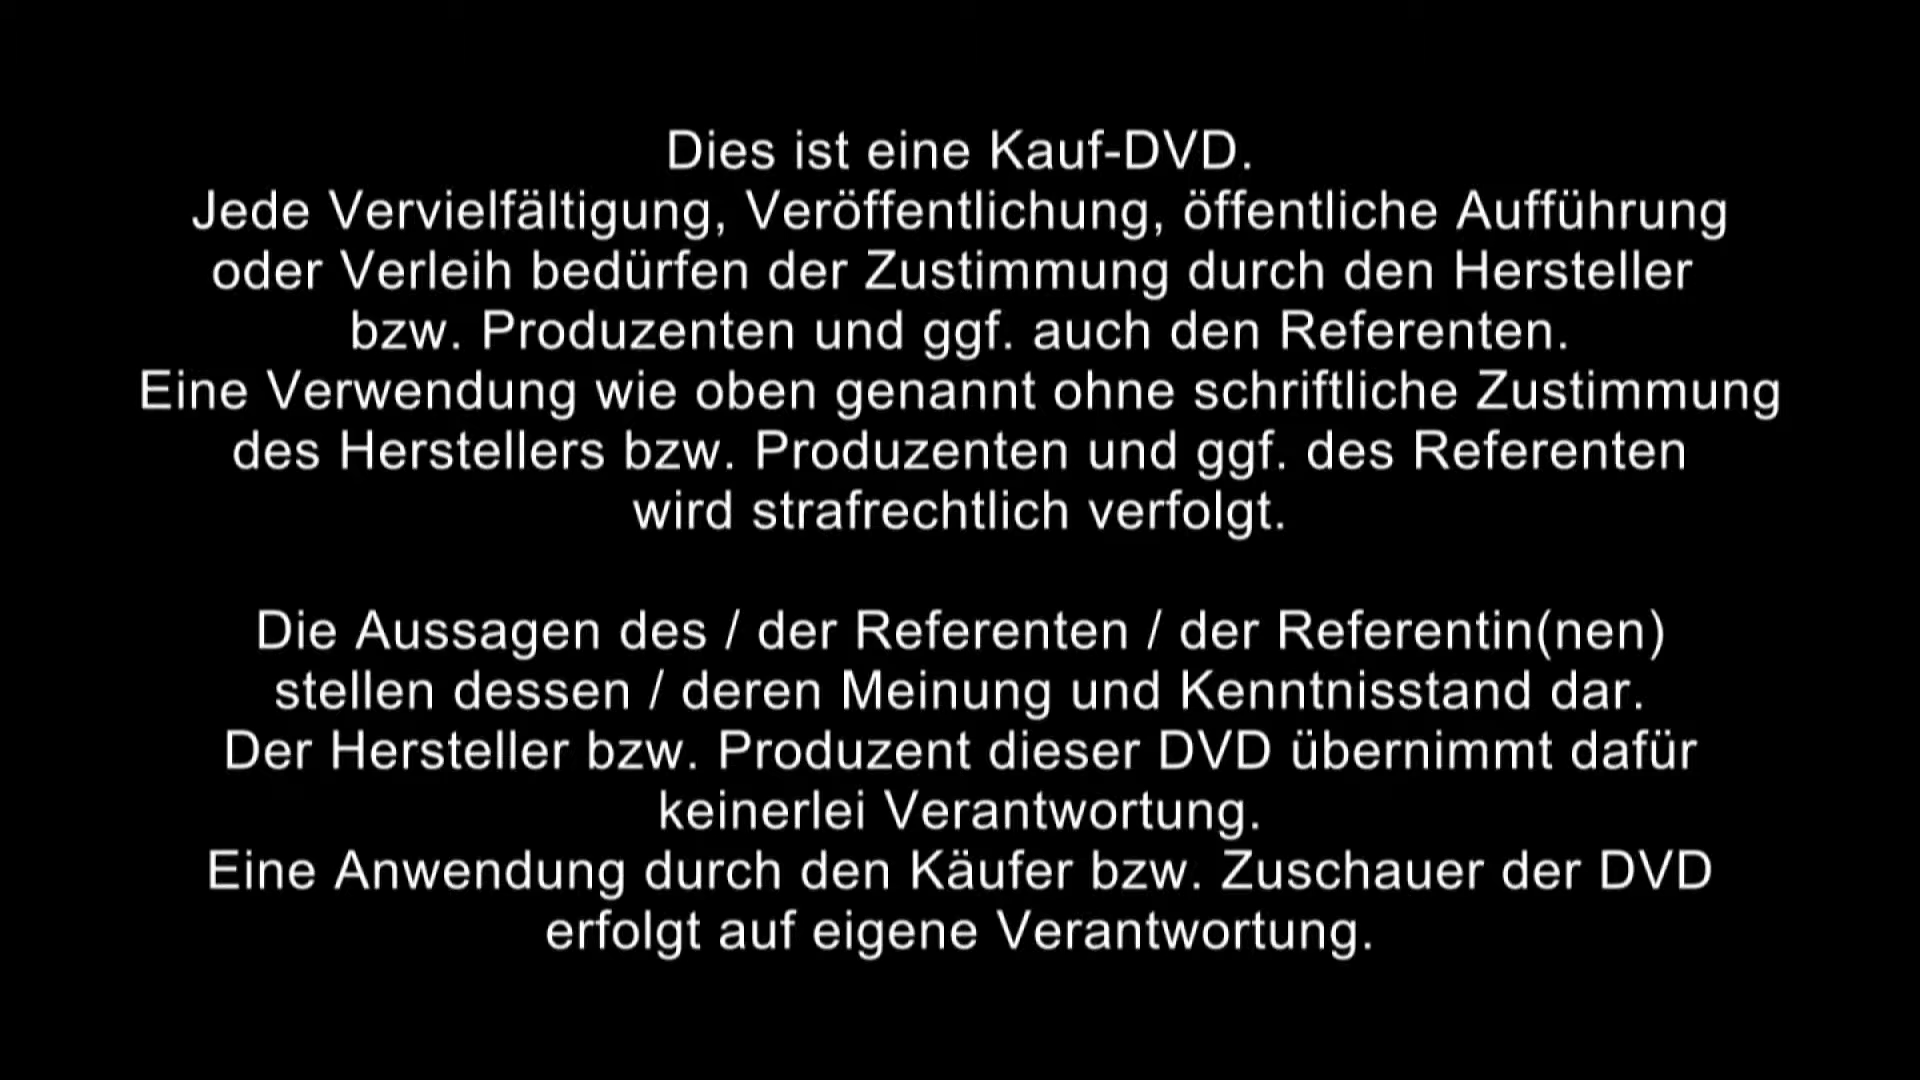 Dies ist eine Kauf-DVD.
Jede Vervielfältigung, Veröffentlichung, öffentliche Aufführung
oder Verleih bedürfen der Zustimmung durch den Hersteller
bzw. Produzenten und ggf. auch den Referenten.
Eine Verwendung wie oben genannt ohne schriftliche Zustimmung
des Herstellers bzw. Produzenten und ggf. des Referenten
wird strafrechtlich verfolgt.
Die Aussagen des / der Referenten / der Referentin(nen)
stellen dessen / deren Meinung und Kenntnisstand dar.
Der Hersteller bzw. Produzent dieser DVD übernimmt dafür
keinerlei Verantwortung.
Eine Anwendung durch den Käufer bzw. Zuschauer der DVD
erfolgt auf eigene Verantwortung.